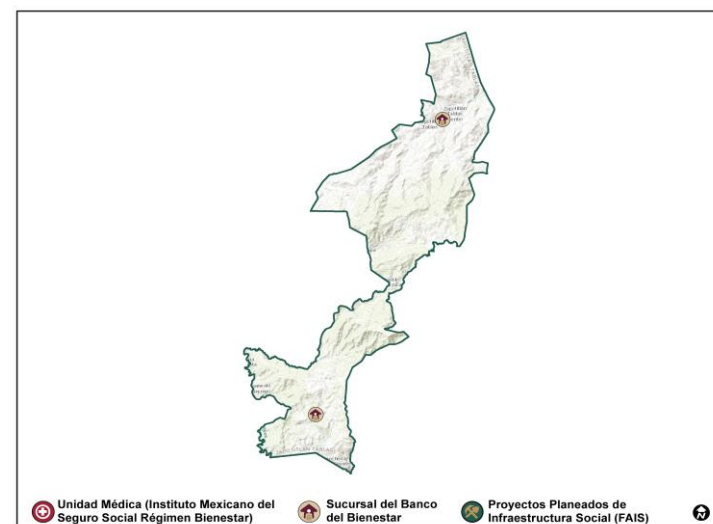 Unidad Médica (Instituto Mexicano del
Seguro Social Régimen Bienestar)
Sucursal del Banco
del Bienestar
Proyectos Planeados de
Infraestructura Social (FAIS)